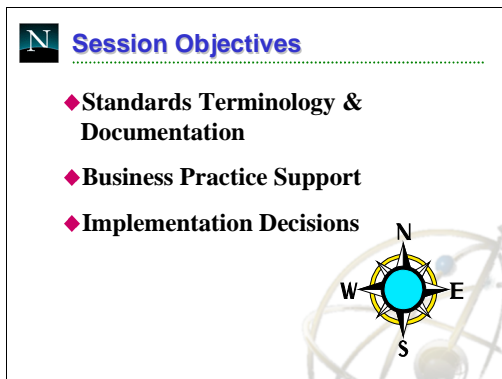 N
Session Objectives
◆Standards Terminology &
Documentation
◆Business Practice Support
◆Implementation Decisions
N
W E
S